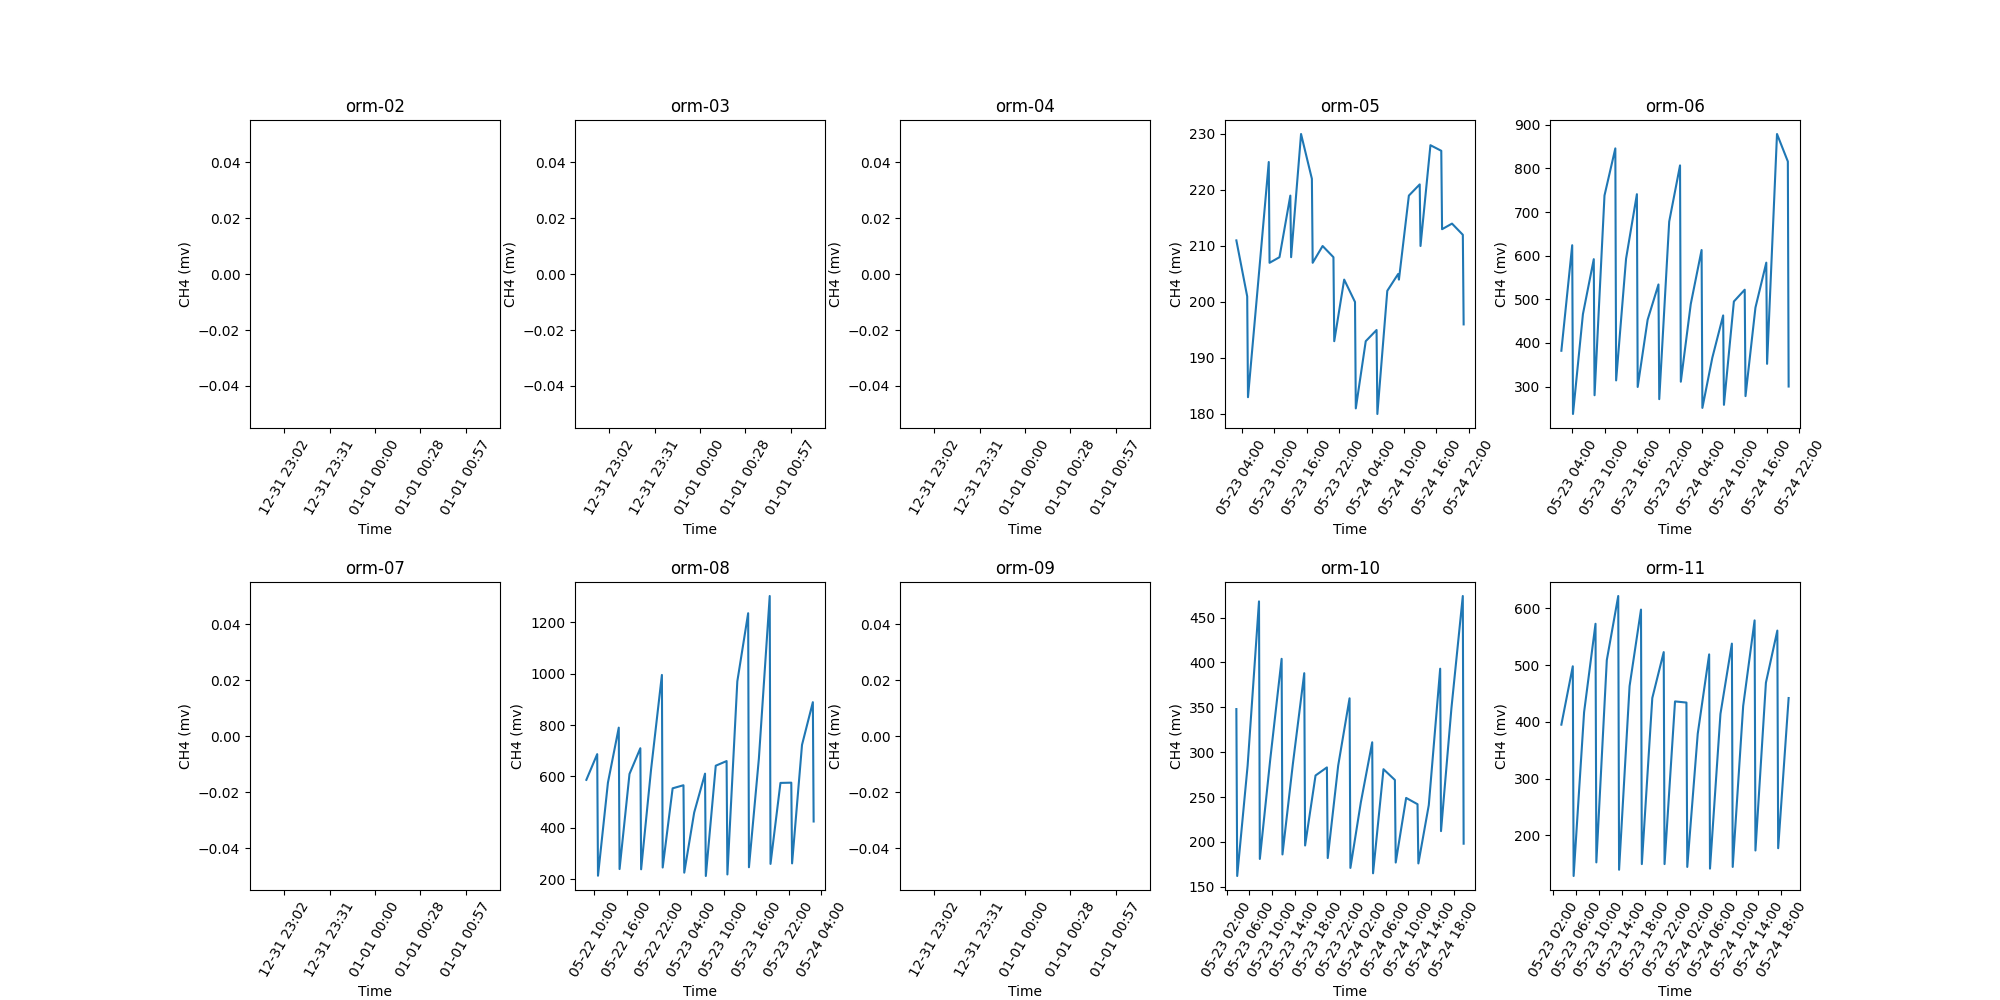 orm-02 orm-03 orm-04 orm-05 orm-06
CH4 (mv)
0.04
0.02
0.00
−0.02
−0.04
12-31 23:02 12-31 23:31 01-01 00:00 01-01 00:28 01-01 00:57
Time
CH4 (mv)
0.04
0.02
0.00
−0.02
−0.04
12-31 23:02 12-31 23:31 01-01 00:00 01-01 00:28 01-01 00:57
Time
CH4 (mv)
0.04
0.02
0.00
−0.02
−0.04
12-31 23:02 12-31 23:31 01-01 00:00 01-01 00:28 01-01 00:57
Time
CH4 (mv)
230
220
210
200
190
180
05-23 04:00 05-23 10:00 05-23 16:00 05-23 22:00 05-24 04:00 05-24 10:00 05-24 16:00 05-24 22:00
Time
CH4 (mv)
900
800
700
600
500
400
300
05-23 04:00 05-23 10:00 05-23 16:00 05-23 22:00 05-24 04:00 05-24 10:00 05-24 16:00 05-24 22:00
Time
orm-07 orm-08 orm-09 orm-10 orm-11
CH4 (mv)
0.04
0.02
0.00
−0.02
−0.04
12-31 23:02 12-31 23:31 01-01 00:00 01-01 00:28 01-01 00:57
Time
CH4 (mv)
1200
1000
800
600
400
200
05-22 10:00 05-22 16:00 05-22 22:00 05-23 04:00 05-23 10:00 05-23 16:00 05-23 22:00 05-24 04:00
Time
CH4 (mv)
0.04
0.02
0.00
−0.02
−0.04
12-31 23:02 12-31 23:31 01-01 00:00 01-01 00:28 01-01 00:57
Time
CH4 (mv)
450
400
350
300
250
200
150
05-23 02:00 05-23 06:00 05-23 10:00 05-23 14:00 05-23 18:00 05-23 22:00 05-24 02:00 05-24 06:00 05-24 10:00 05-24 14:00 05-24 18:00
Time
CH4 (mv)
600
500
400
300
200
05-23 02:00 05-23 06:00 05-23 10:00 05-23 14:00 05-23 18:00 05-23 22:00 05-24 02:00 05-24 06:00 05-24 10:00 05-24 14:00 05-24 18:00
Time